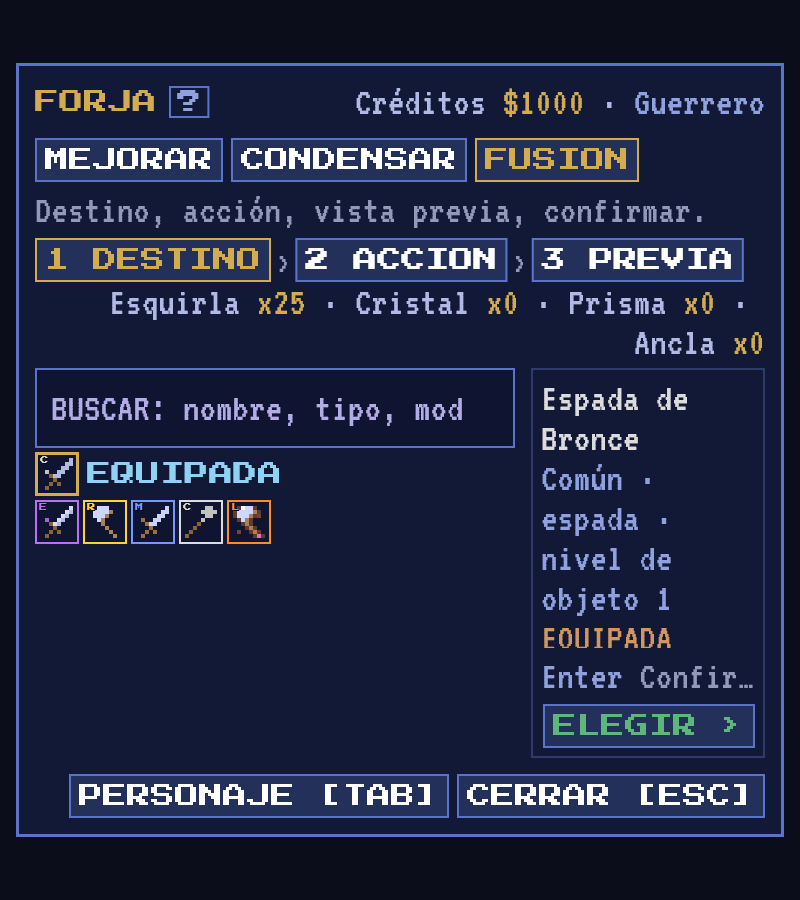 FORJA ? Créditos $1000 · Guerrero
MEJORAR CONDENSAR FUSION
Destino, acción, vista previa, confirmar.
1 DESTINO › 2 ACCION › 3 PREVIA
Esquirla x25 · Cristal x0 · Prisma x0 ·
Ancla x0
BUSCAR: nombre, tipo, mod
C EQUIPADA
E R M C L
Espada de
Bronce
Común ·
espada ·
nivel de
objeto 1
EQUIPADA
Enter Confir…
ELEGIR >
PERSONAJE [TAB] CERRAR [ESC]